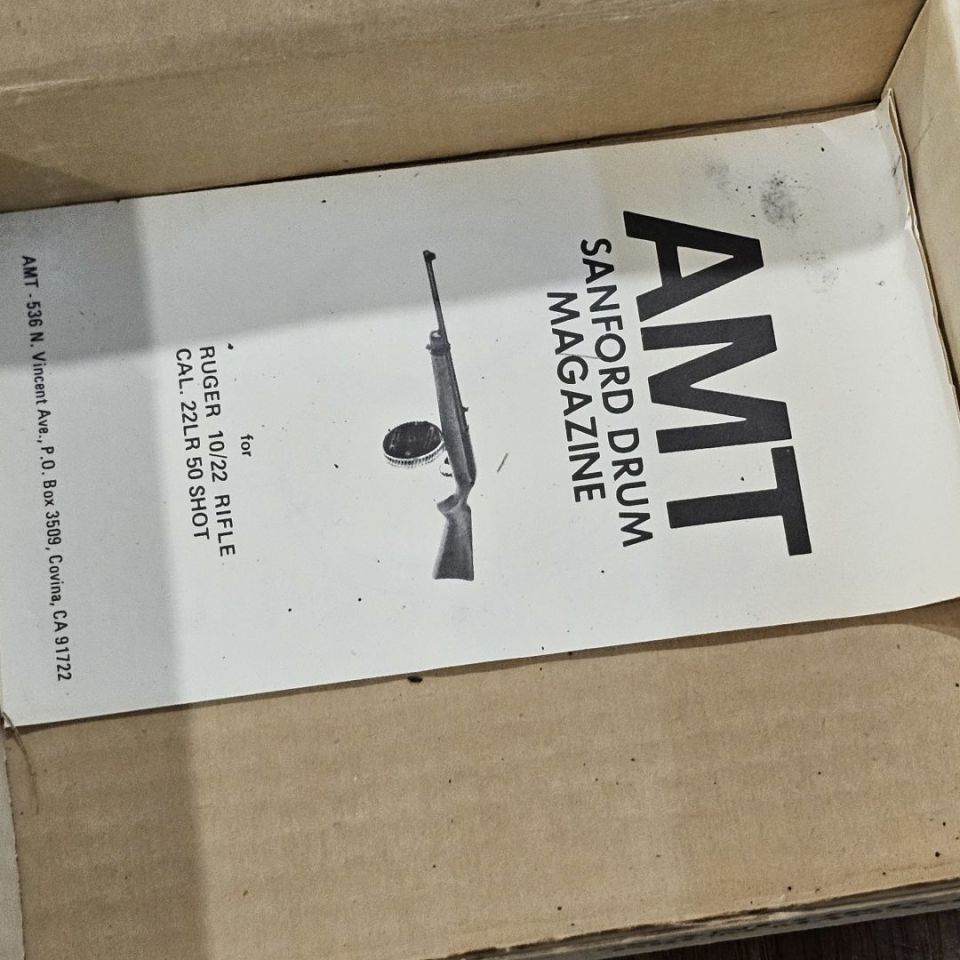 AMT
SANFORD DRUM
MAGAZINE
for
RUGER 10/22 RIFLE
CAL. 22LR 50 SHOT
AMT - 536 N. Vincent Ave., P.O. Box 3509, Covina, CA 91722